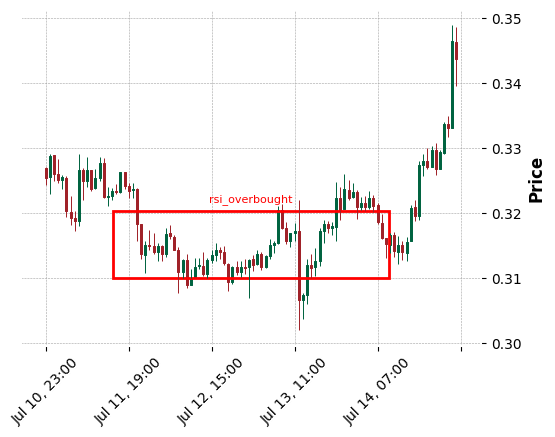 0.35
0.34
0.33
0.32
0.31
0.30
Price
rsi_overbought
Jul 10, 23:00
Jul 11, 19:00
Jul 12, 15:00
Jul 13, 11:00
Jul 14, 07:00